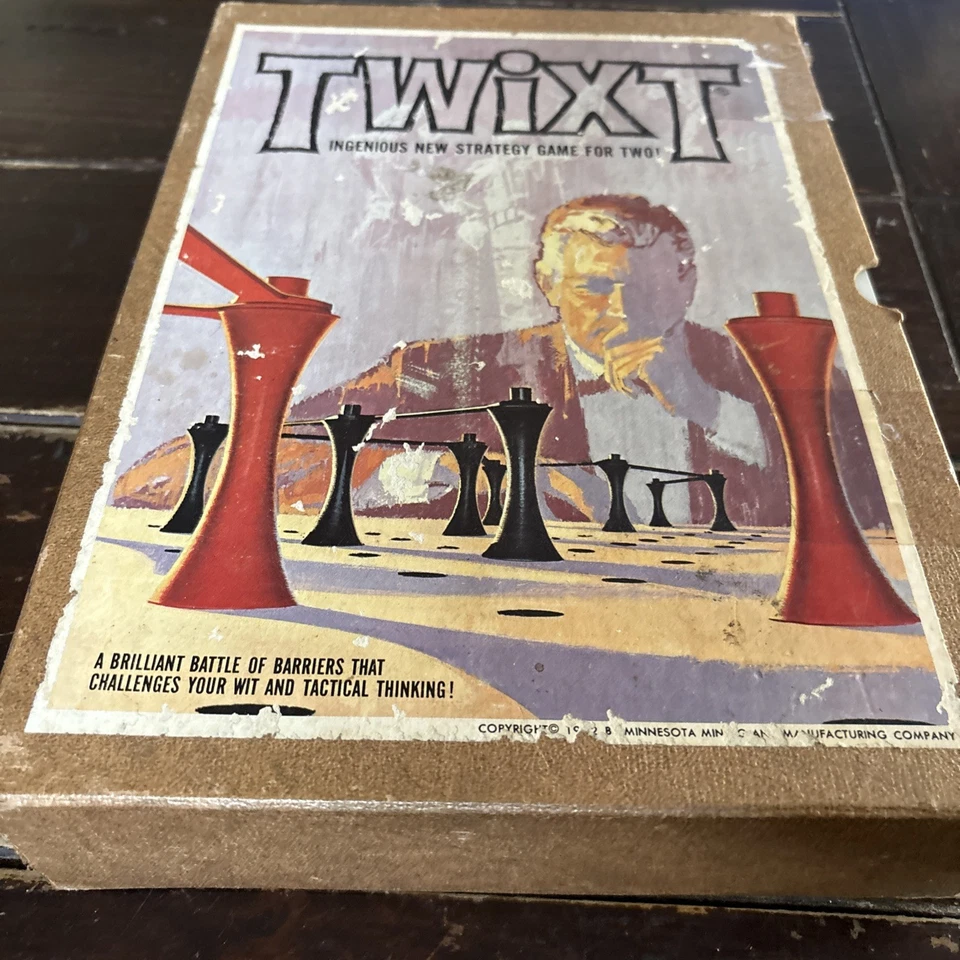 TWiXT®
INGENIOUS NEW STRATEGY GAME FOR TWO!
A BRILLIANT BATTLE OF BARRIERS THAT
CHALLENGES YOUR WIT AND TACTICAL THINKING!
COPYRIGHT © MINNESOTA MANUFACTURING COMPANY